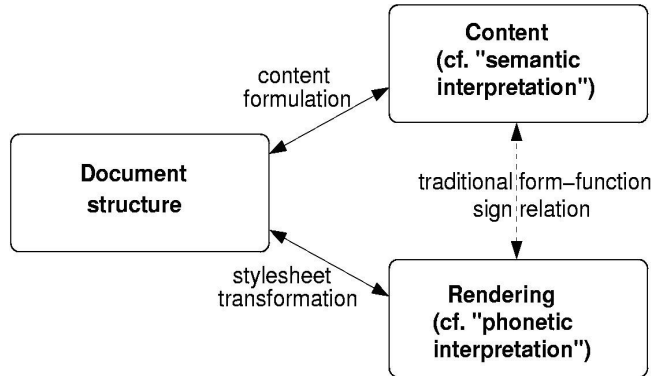 Content
(cf. "semantic
interpretation")
content
formulation
Document
structure
traditional form–function
sign relation
stylesheet
transformation
Rendering
(cf. "phonetic
interpretation")